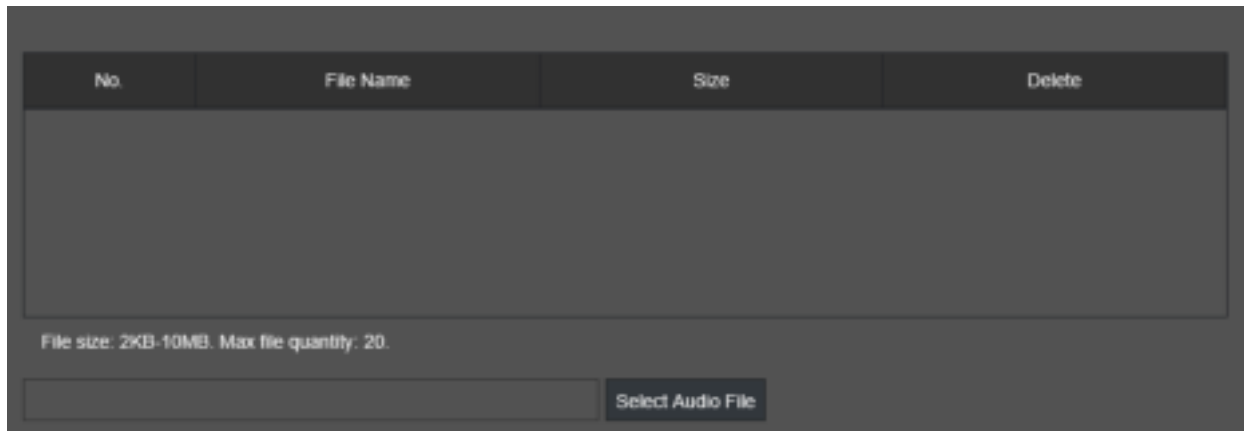 No. File Name Size Delete
File size: 2KB-10MB. Max file quantity: 20.
Select Audio File